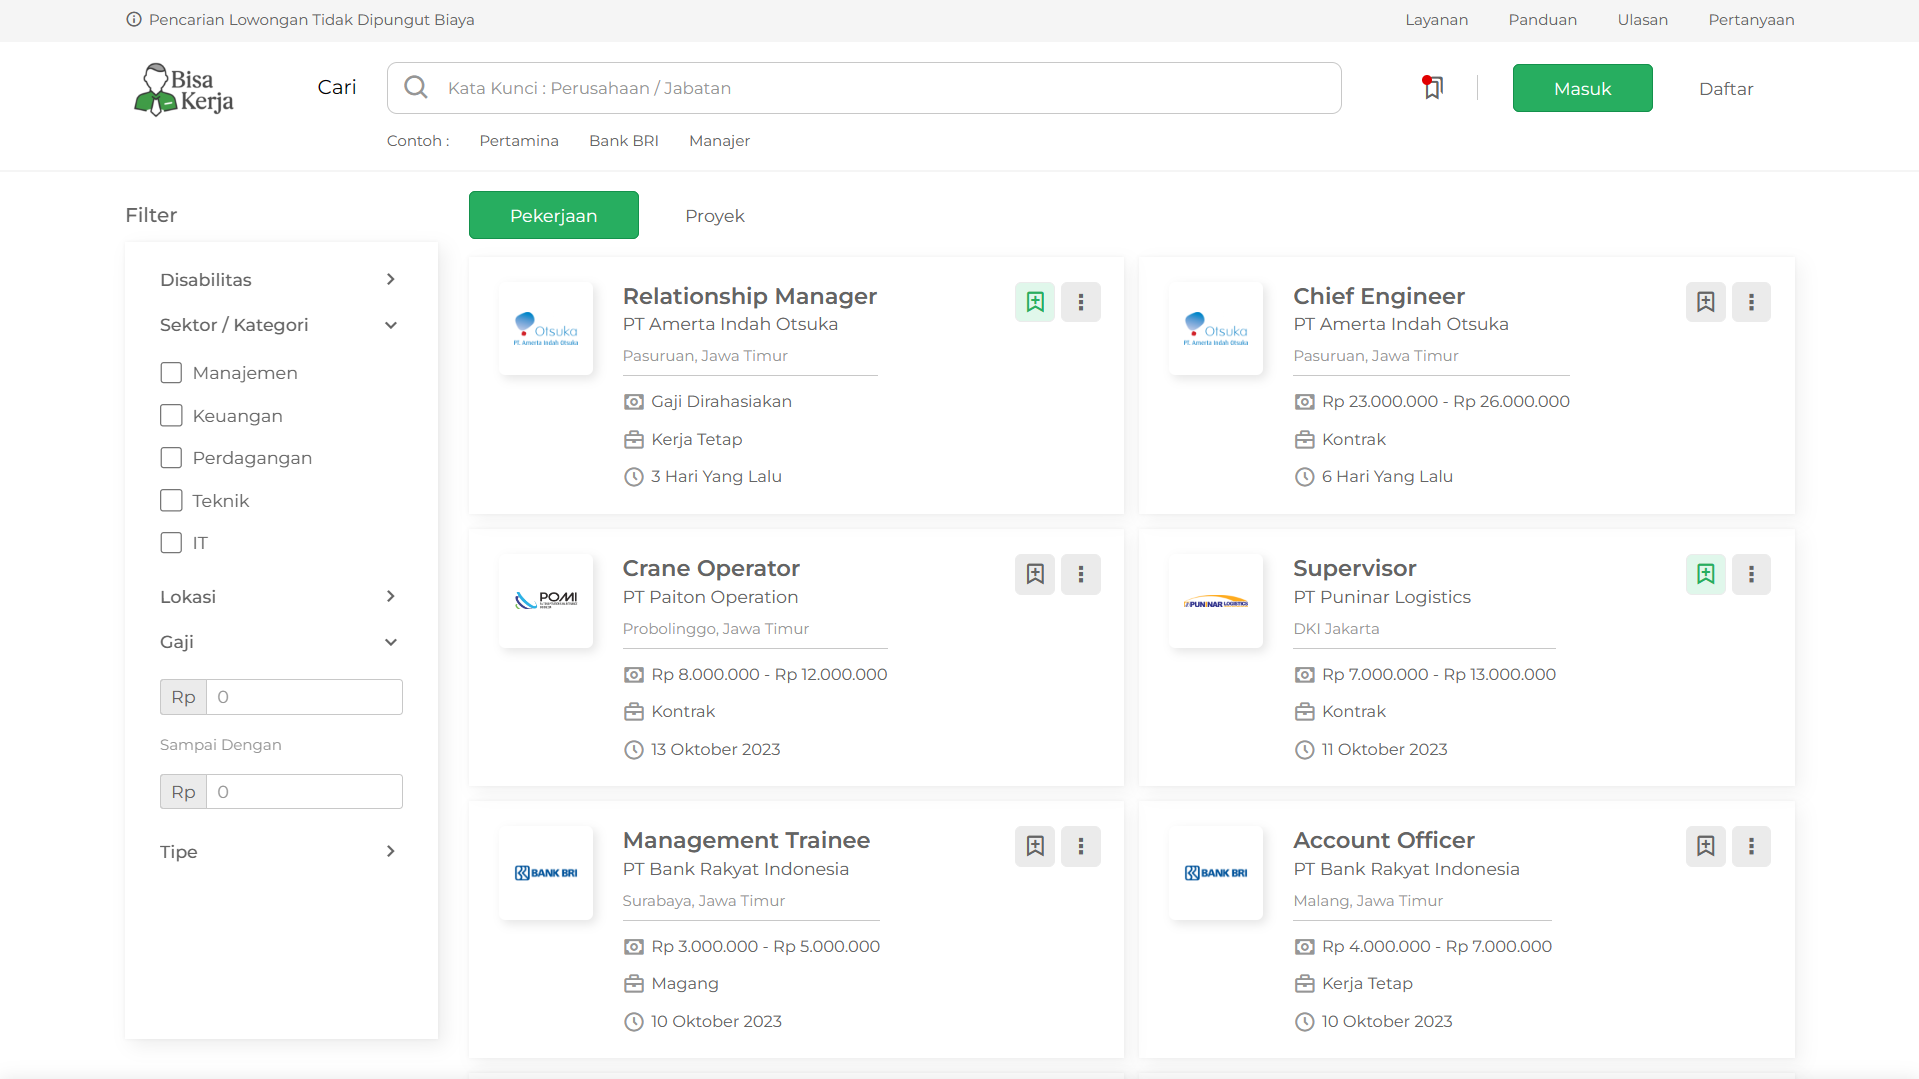 Pencarian Lowongan Tidak Dipungut Biaya
Layanan
Panduan
Ulasan
Pertanyaan
Bisa
Kerja
Cari
Kata Kunci : Perusahaan / Jabatan
Masuk
Daftar
Contoh :
Pertamina
Bank BRI
Manajer
Filter
Disabilitas
Sektor / Kategori
Manajemen
Keuangan
Perdagangan
Teknik
IT
Lokasi
Gaji
Rp 0
Sampai Dengan
Rp 0
Tipe
Pekerjaan
Proyek
Otsuka
PT. Amerta Indah Otsuka
Relationship Manager
PT Amerta Indah Otsuka
Pasuruan, Jawa Timur
Gaji Dirahasiakan
Kerja Tetap
3 Hari Yang Lalu
Otsuka
PT. Amerta Indah Otsuka
Chief Engineer
PT Amerta Indah Otsuka
Pasuruan, Jawa Timur
Rp 23.000.000 - Rp 26.000.000
Kontrak
6 Hari Yang Lalu
POMI
Crane Operator
PT Paiton Operation
Probolinggo, Jawa Timur
Rp 8.000.000 - Rp 12.000.000
Kontrak
13 Oktober 2023
PUNINAR LOGISTICS
Supervisor
PT Puninar Logistics
DKI Jakarta
Rp 7.000.000 - Rp 13.000.000
Kontrak
11 Oktober 2023
BANK BRI
Management Trainee
PT Bank Rakyat Indonesia
Surabaya, Jawa Timur
Rp 3.000.000 - Rp 5.000.000
Magang
10 Oktober 2023
BANK BRI
Account Officer
PT Bank Rakyat Indonesia
Malang, Jawa Timur
Rp 4.000.000 - Rp 7.000.000
Kerja Tetap
10 Oktober 2023